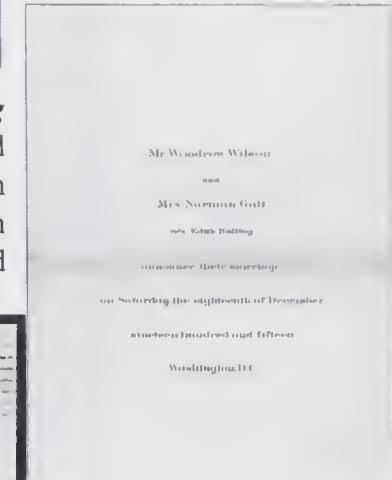 Mr Woodrow Wilson
and
Mrs Norman Galt
née Edith Bolling
announce their marriage
on Saturday the eighteenth of December
nineteen hundred and fifteen
Washington, D C